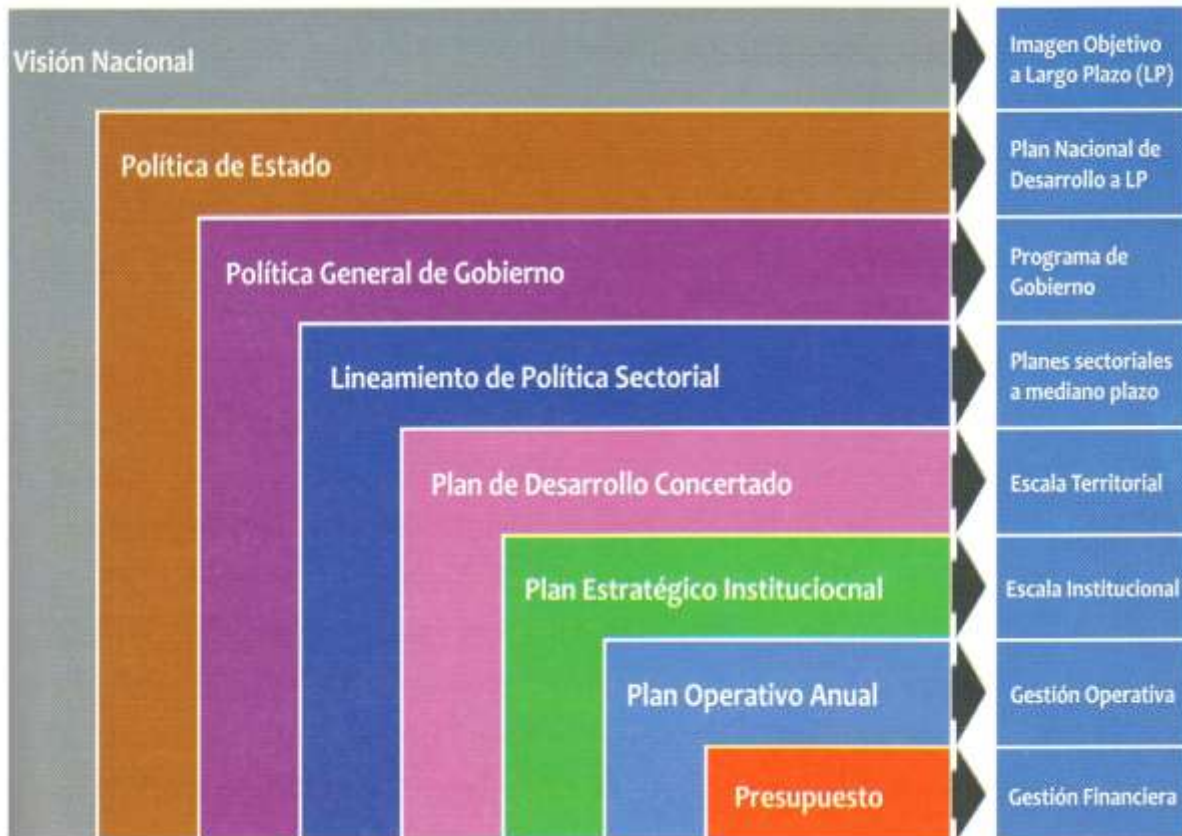 Visión Nacional
Imagen Objetivo
a Largo Plazo (LP)
Política de Estado
Plan Nacional de
Desarrollo a LP
Política General de Gobierno
Programa de
Gobierno
Lineamiento de Política Sectorial
Planes sectoriales
a mediano plazo
Plan de Desarrollo Concertado
Escala Territorial
Plan Estratégico Instituciocnal
Escala Institucional
Plan Operativo Anual
Gestión Operativa
Presupuesto
Gestión Financiera